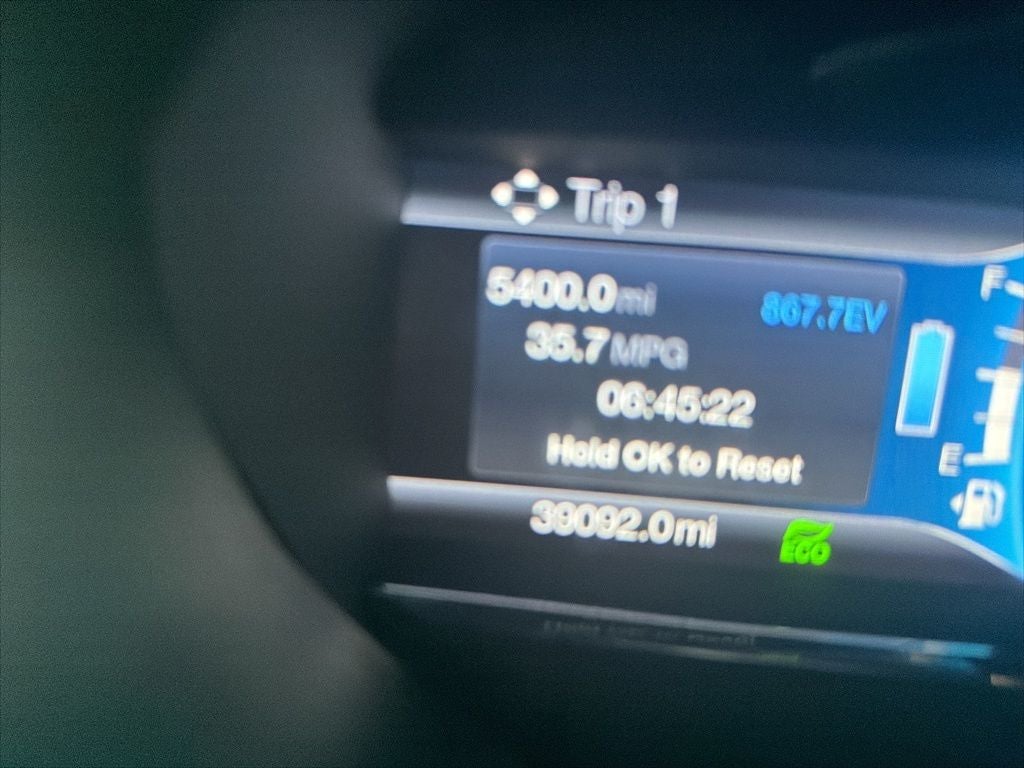 Trip 1
5400.0mi 867.7EV
35.7MPG
06:45:22
Hold OK to Reset
39092.0mi
ECO
F
E